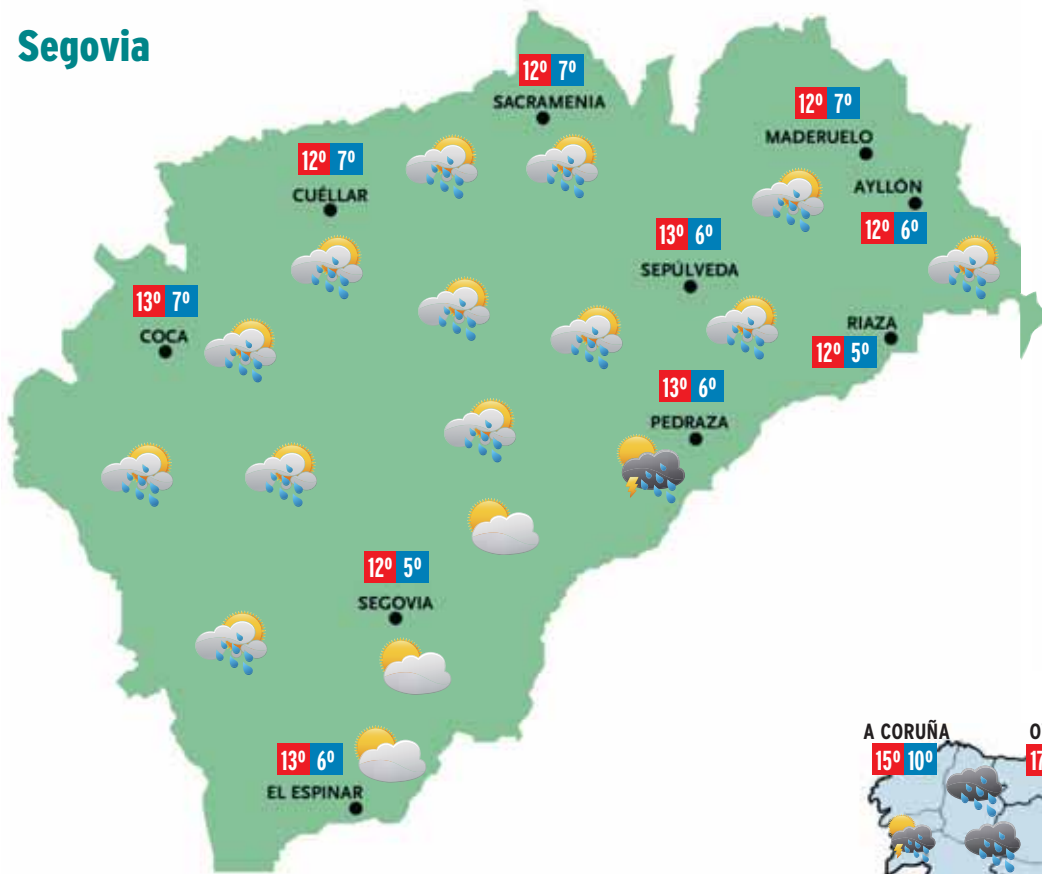 Segovia
12º 7º
SACRAMENIA
12º 7º
MADERUELO
12º 7º
CUÉLLAR
AYLLÓN
12º 6º
13º 6º
SEPÚLVEDA
13º 7º
COCA
RIAZA
12º 5º
13º 6º
PEDRAZA
12º 5º
SEGOVIA
13º 6º
EL ESPINAR
A CORUÑA
15º 10º
O
17